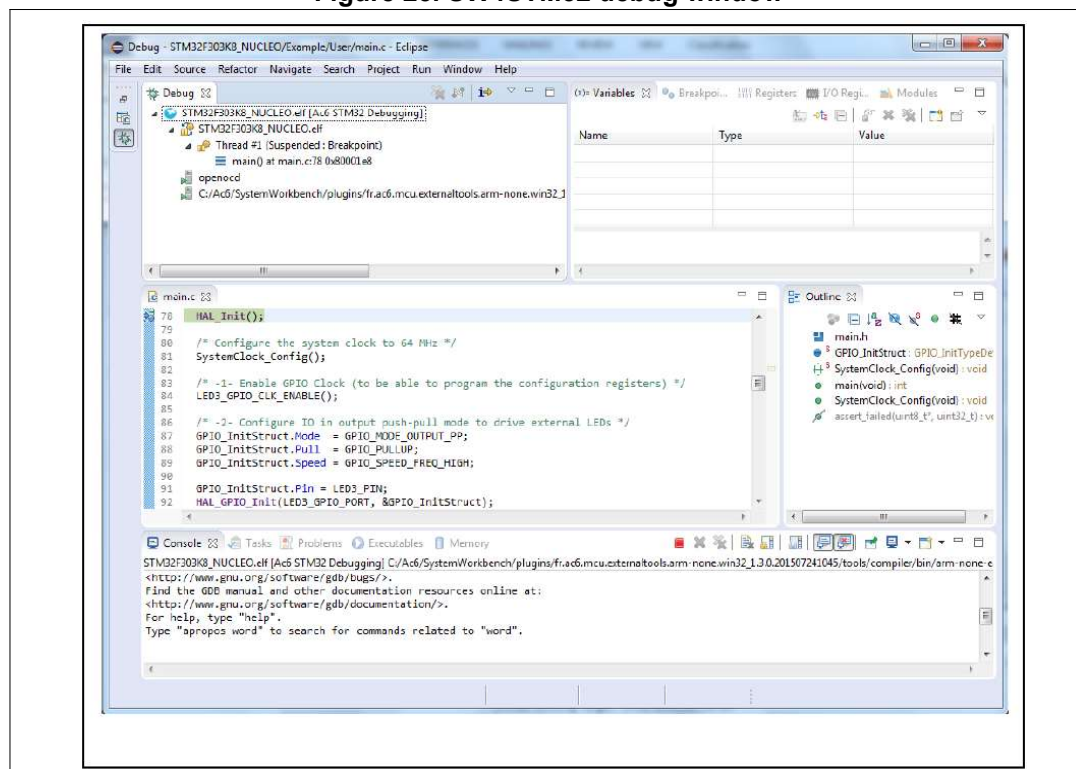 Debug - STM32F303K8_NUCLEO/Example/User/main.c - Eclipse
File Edit Source Refactor Navigate Search Project Run Window Help
Debug
STM32F303K8_NUCLEO.elf [Ac6 STM32 Debugging]
STM32F303K8_NUCLEO.elf
Thread #1 (Suspended : Breakpoint)
main() at main.c:78 0x80001e8
openocd
C:/Ac6/SystemWorkbench/plugins/fr.ac6.mcu.externaltools.arm-none.win32_1
(x)= Variables Breakpoi... Registers I/O Regi... Modules
Name Type Value
main.c
78 HAL_Init();
79
80 /* Configure the system clock to 64 MHz */
81 SystemClock_Config();
82
83 /* -1- Enable GPIO Clock (to be able to program the configuration registers) */
84 LED3_GPIO_CLK_ENABLE();
85
86 /* -2- Configure IO in output push-pull mode to drive external LEDs */
87 GPIO_InitStruct.Mode = GPIO_MODE_OUTPUT_PP;
88 GPIO_InitStruct.Pull = GPIO_PULLUP;
89 GPIO_InitStruct.Speed = GPIO_SPEED_FREQ_HIGH;
90
91 GPIO_InitStruct.Pin = LED3_PIN;
92 HAL_GPIO_Init(LED3_GPIO_PORT, &GPIO_InitStruct);
Outline
main.h
GPIO_InitStruct : GPIO_InitTypeDe
SystemClock_Config(void) : void
main(void) : int
SystemClock_Config(void) : void
assert_failed(uint8_t*, uint32_t) : v
Console Tasks Problems Executables Memory
STM32F303K8_NUCLEO.elf [Ac6 STM32 Debugging] C:/Ac6/SystemWorkbench/plugins/fr.ac6.mcu.externaltools.arm-none.win32_1.3.0.201507241045/tools/compiler/bin/arm-none-e
<http://www.gnu.org/software/gdb/bugs/>.
Find the GDB manual and other documentation resources online at:
<http://www.gnu.org/software/gdb/documentation/>.
For help, type "help".
Type "apropos word" to search for commands related to "word".